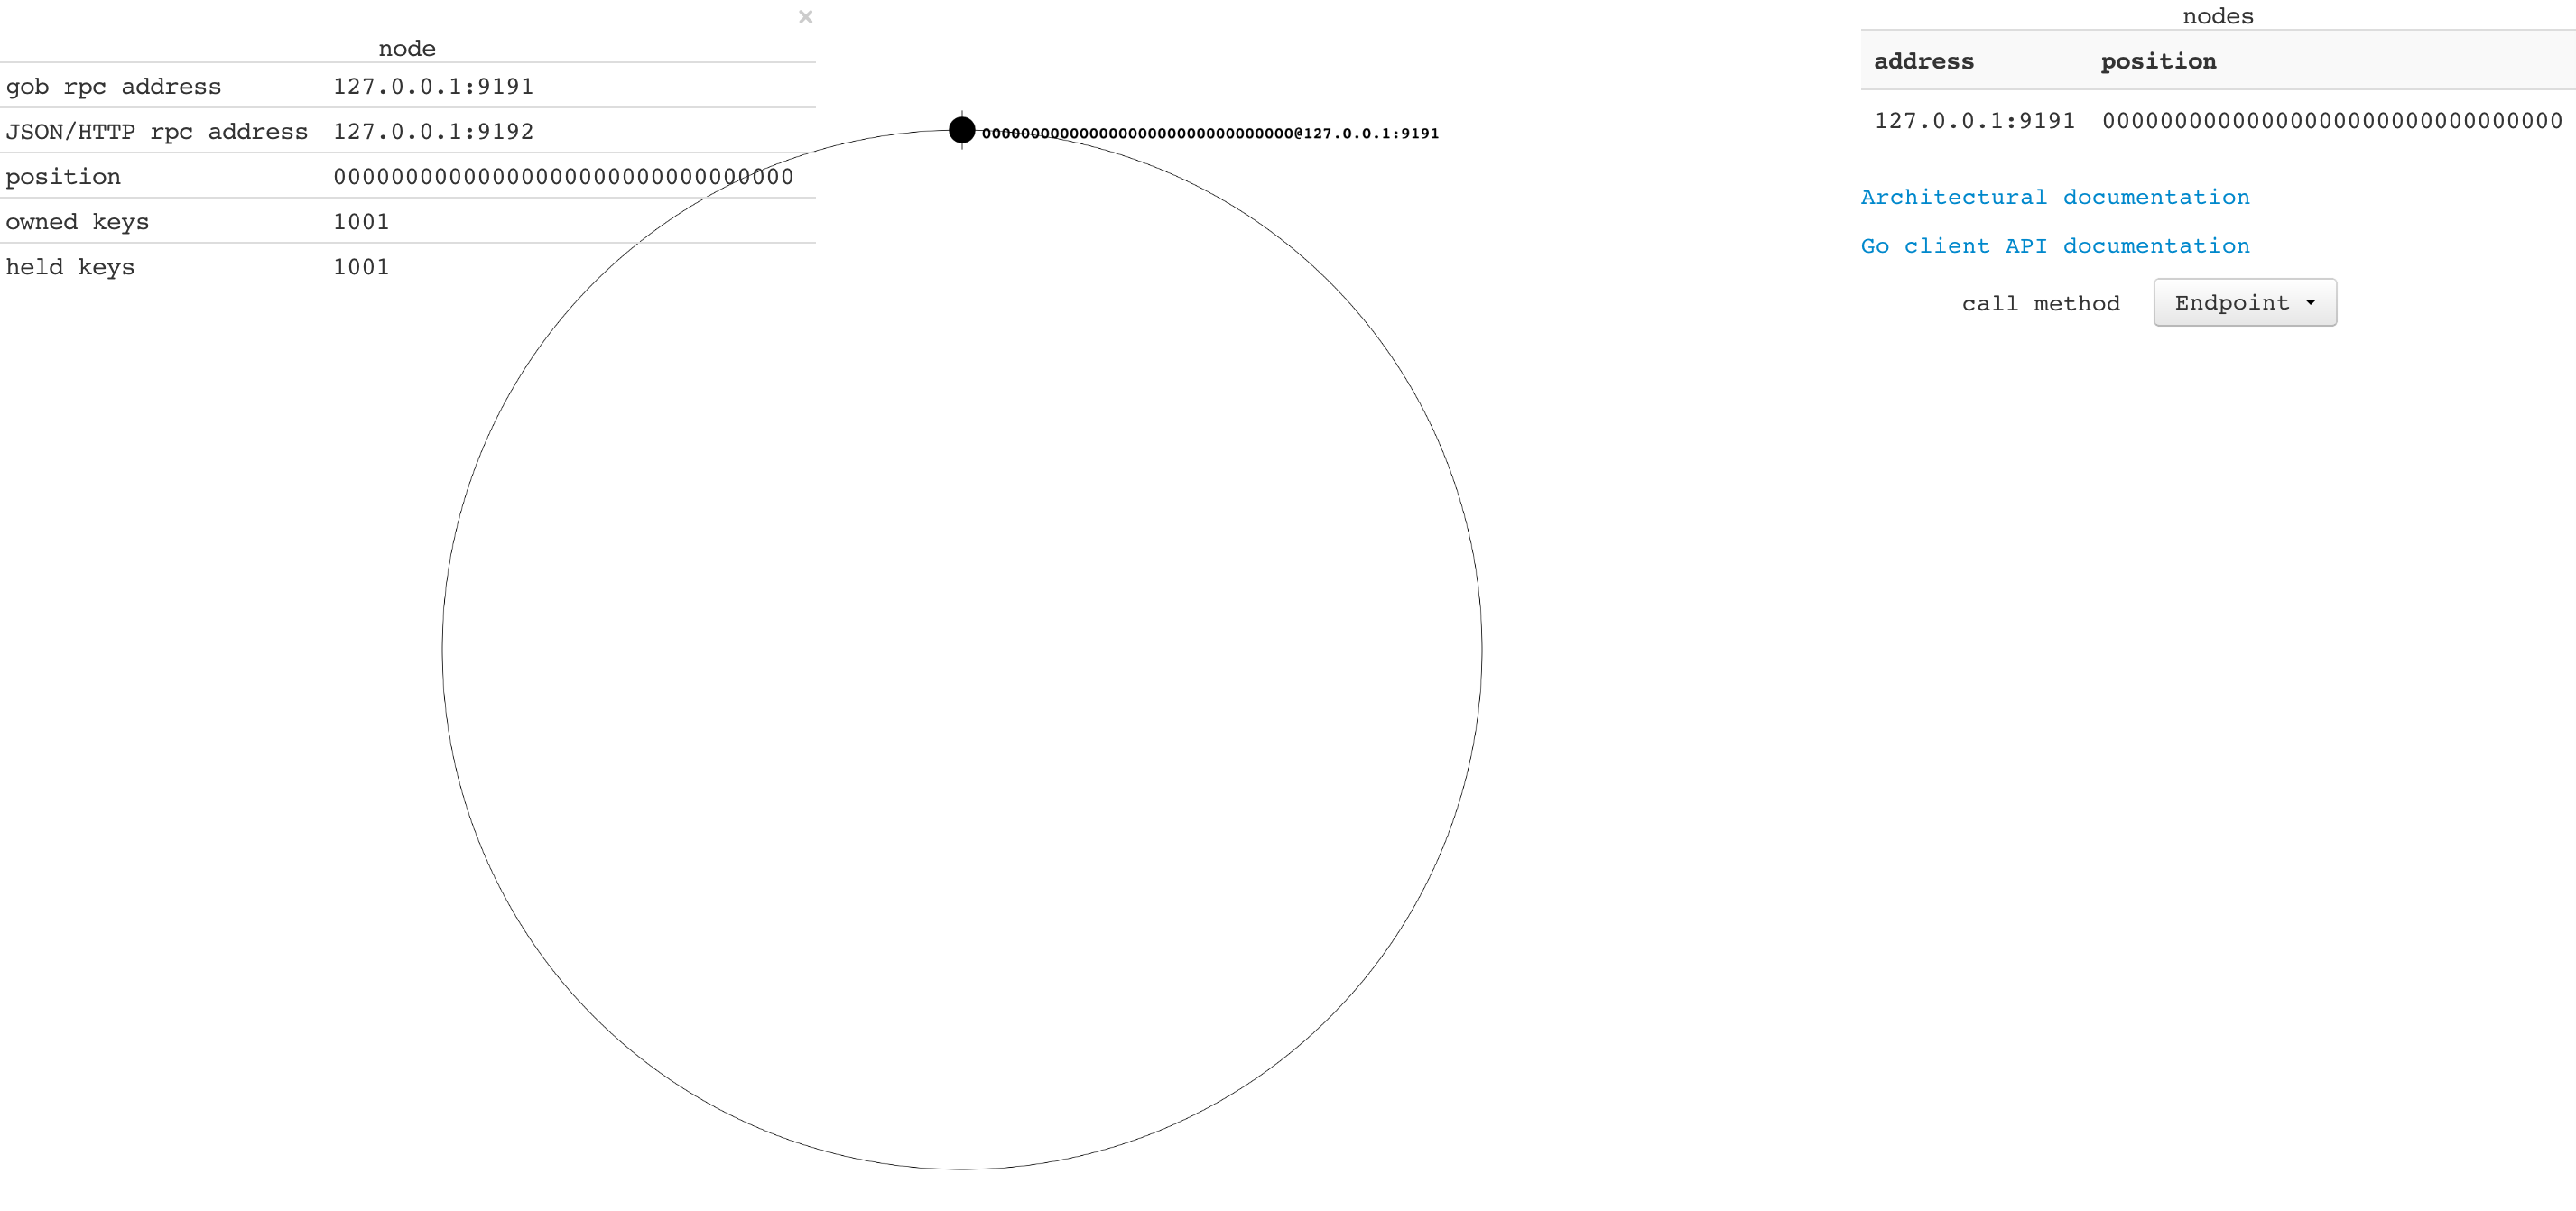 ×
node
gob rpc address 127.0.0.1:9191
JSON/HTTP rpc address 127.0.0.1:9192
position 00000000000000000000000000000000
owned keys 1001
held keys 1001
00000000000000000000000000000000@127.0.0.1:9191
nodes
address position
127.0.0.1:9191 00000000000000000000000000000000
Architectural documentation
Go client API documentation
call method Endpoint